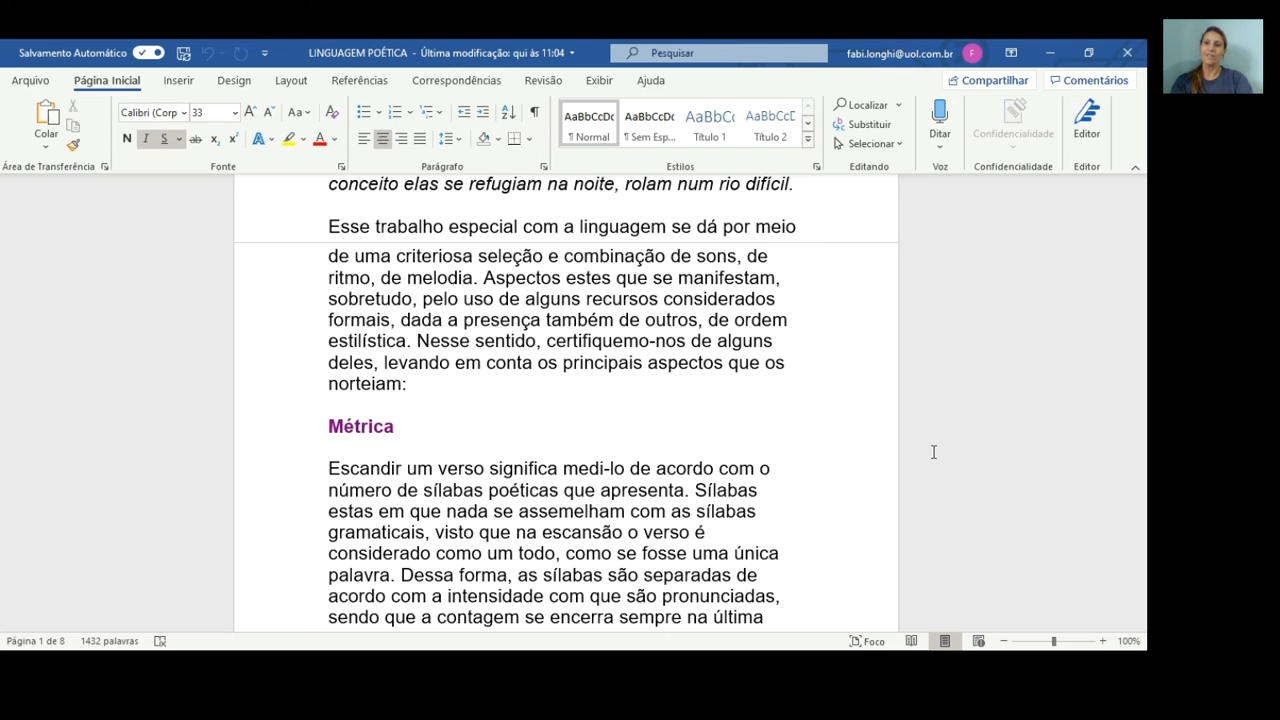 Salvamento Automático
LINGUAGEM POÉTICA - Última modificação: qui às 11:04
Pesquisar
fabi.longhi@uol.com.br
F
Arquivo Página Inicial Inserir Design Layout Referências Correspondências Revisão Exibir Ajuda
Compartilhar Comentários
Colar
Calibri (Corp 33
Aa
N I S ab x₂ x² A A
AaBbCcDc AaBbCcDc AaBbCc AaBbCcD
¶ Normal ¶ Sem Esp... Título 1 Título 2
Localizar
Substituir
Selecionar
Ditar Confidencialidade Editor
Área de Transferência Fonte Parágrafo Estilos Editando Voz Confidencialidade Editor
conceito elas se refugiam na noite, rolam num rio difícil.
Esse trabalho especial com a linguagem se dá por meio
de uma criteriosa seleção e combinação de sons, de
ritmo, de melodia. Aspectos estes que se manifestam,
sobretudo, pelo uso de alguns recursos considerados
formais, dada a presença também de outros, de ordem
estilística. Nesse sentido, certifiquemo-nos de alguns
deles, levando em conta os principais aspectos que os
norteiam:
Métrica
Escandir um verso significa medi-lo de acordo com o
número de sílabas poéticas que apresenta. Sílabas
estas em que nada se assemelham com as sílabas
gramaticais, visto que na escansão o verso é
considerado como um todo, como se fosse uma única
palavra. Dessa forma, as sílabas são separadas de
acordo com a intensidade com que são pronunciadas,
sendo que a contagem se encerra sempre na última
Página 1 de 8 1432 palavras
Foco
100%